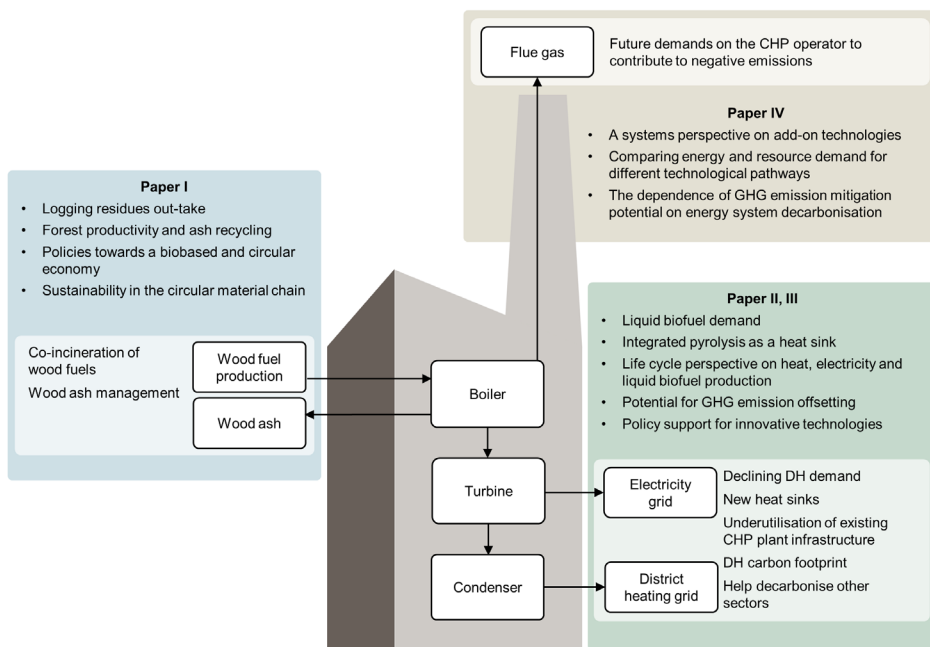 Flue gas
Future demands on the CHP operator to
contribute to negative emissions
Paper IV
• A systems perspective on add-on technologies
• Comparing energy and resource demand for
different technological pathways
• The dependence of GHG emission mitigation
potential on energy system decarbonisation
Paper I
• Logging residues out-take
• Forest productivity and ash recycling
• Policies towards a biobased and circular
economy
• Sustainability in the circular material chain
Co-incineration of
wood fuels
Wood ash management
Wood fuel
production
Wood ash
Boiler
Turbine
Condenser
Paper II, III
• Liquid biofuel demand
• Integrated pyrolysis as a heat sink
• Life cycle perspective on heat, electricity and
liquid biofuel production
• Potential for GHG emission offsetting
• Policy support for innovative technologies
Electricity
grid
District
heating grid
Declining DH demand
New heat sinks
Underutilisation of existing
CHP plant infrastructure
DH carbon footprint
Help decarbonise other
sectors